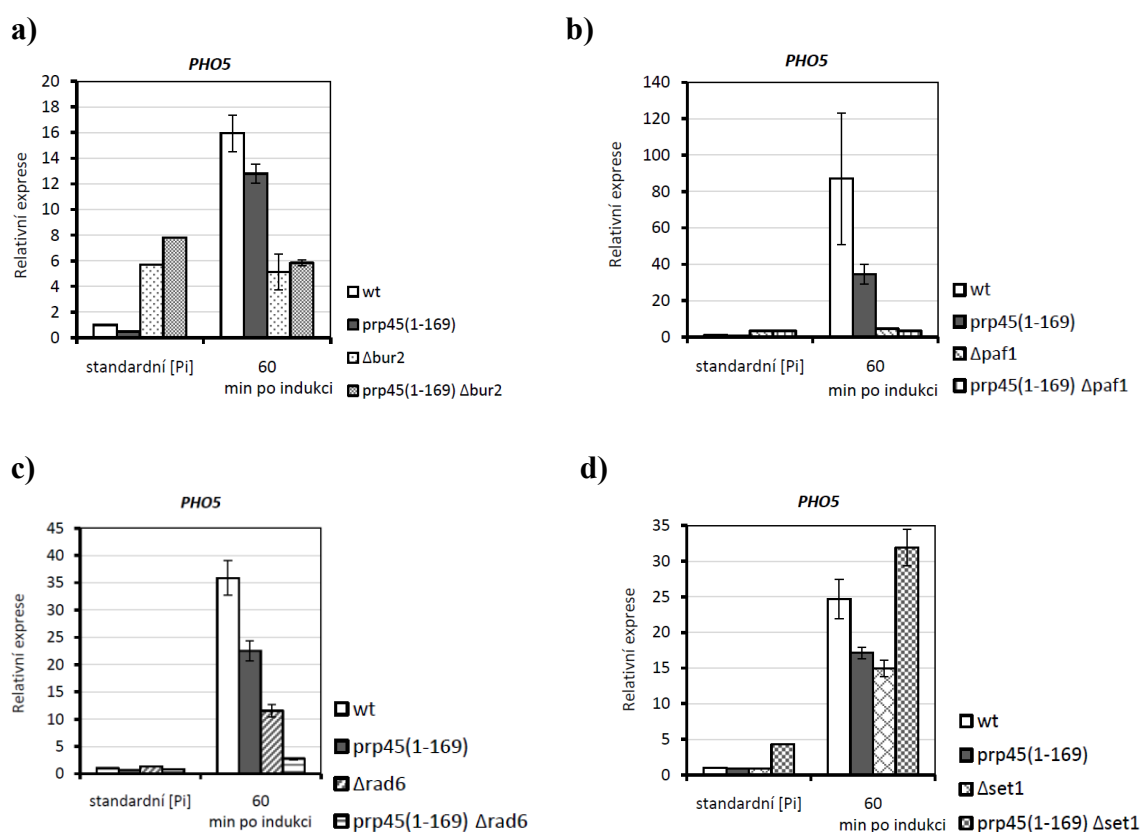 a)
PHO5
20
18
16
14
12
10
8
6
4
2
0
Relativní exprese
standardní [Pi]
60
min po indukci
wt
prp45(1-169)
Δbur2
prp45(1-169) Δbur2
b)
PHO5
140
120
100
80
60
40
20
0
Relativní exprese
standardní [Pi]
60
min po indukci
wt
prp45(1-169)
Δpaf1
prp45(1-169) Δpaf1
c)
PHO5
45
40
35
30
25
20
15
10
5
0
Relativní exprese
standardní [Pi]
60
min po indukci
wt
prp45(1-169)
Δrad6
prp45(1-169) Δrad6
d)
PHO5
35
30
25
20
15
10
5
0
Relativní exprese
standardní [Pi]
60
min po indukci
wt
prp45(1-169)
Δset1
prp45(1-169) Δset1